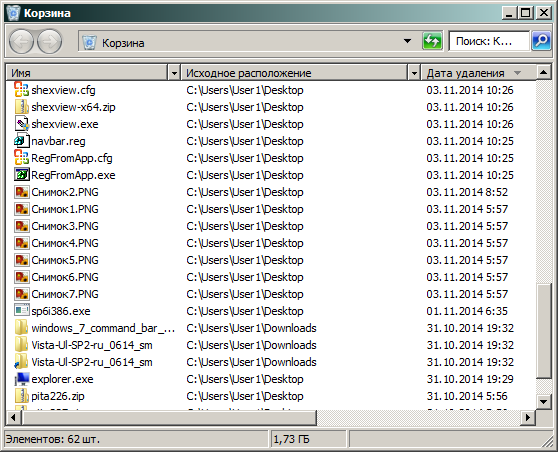 Корзина
Корзина Поиск: К...
Имя Исходное расположение Дата удаления
shexview.cfg C:\Users\User1\Desktop 03.11.2014 10:26
shexview-x64.zip C:\Users\User1\Desktop 03.11.2014 10:26
shexview.exe C:\Users\User1\Desktop 03.11.2014 10:26
navbar.reg C:\Users\User1\Desktop 03.11.2014 10:25
RegFromApp.cfg C:\Users\User1\Desktop 03.11.2014 10:25
RegFromApp.exe C:\Users\User1\Desktop 03.11.2014 10:25
Снимок2.PNG C:\Users\User1\Desktop 03.11.2014 8:52
Снимок1.PNG C:\Users\User1\Desktop 03.11.2014 5:57
Снимок3.PNG C:\Users\User1\Desktop 03.11.2014 5:57
Снимок4.PNG C:\Users\User1\Desktop 03.11.2014 5:57
Снимок5.PNG C:\Users\User1\Desktop 03.11.2014 5:57
Снимок6.PNG C:\Users\User1\Desktop 03.11.2014 5:57
Снимок7.PNG C:\Users\User1\Desktop 03.11.2014 5:57
sp6i386.exe C:\Users\User1\Desktop 01.11.2014 6:35
windows_7_command_bar_... C:\Users\User1\Downloads 31.10.2014 19:32
Vista-Ul-SP2-ru_0614_sm C:\Users\User1\Downloads 31.10.2014 19:32
Vista-Ul-SP2-ru_0614_sm C:\Users\User1\Downloads 31.10.2014 19:32
explorer.exe C:\Users\User1\Desktop 31.10.2014 19:29
pita226.zip C:\Users\User1\Desktop 31.10.2014 5:56
Элементов: 62 шт. 1,73 ГБ